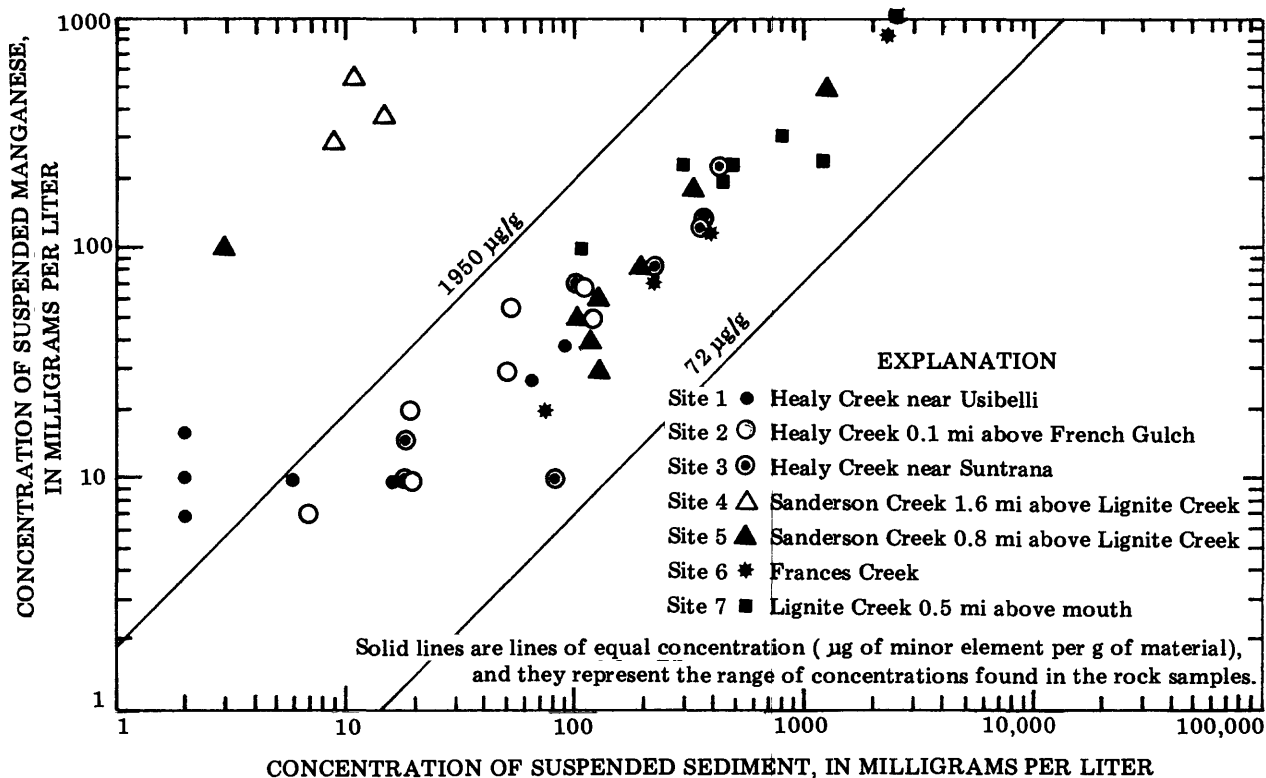 CONCENTRATION OF SUSPENDED MANGANESE,
IN MILLIGRAMS PER LITER
1000
100
10
1
1950 µg/g
72 µg/g
EXPLANATION
Site 1 Healy Creek near Usibelli
Site 2 Healy Creek 0.1 mi above French Gulch
Site 3 Healy Creek near Suntrana
Site 4 Sanderson Creek 1.6 mi above Lignite Creek
Site 5 Sanderson Creek 0.8 mi above Lignite Creek
Site 6 Frances Creek
Site 7 Lignite Creek 0.5 mi above mouth
Solid lines are lines of equal concentration ( µg of minor element per g of material),
and they represent the range of concentrations found in the rock samples.
1 10 100 1000 10,000 100,000
CONCENTRATION OF SUSPENDED SEDIMENT, IN MILLIGRAMS PER LITER